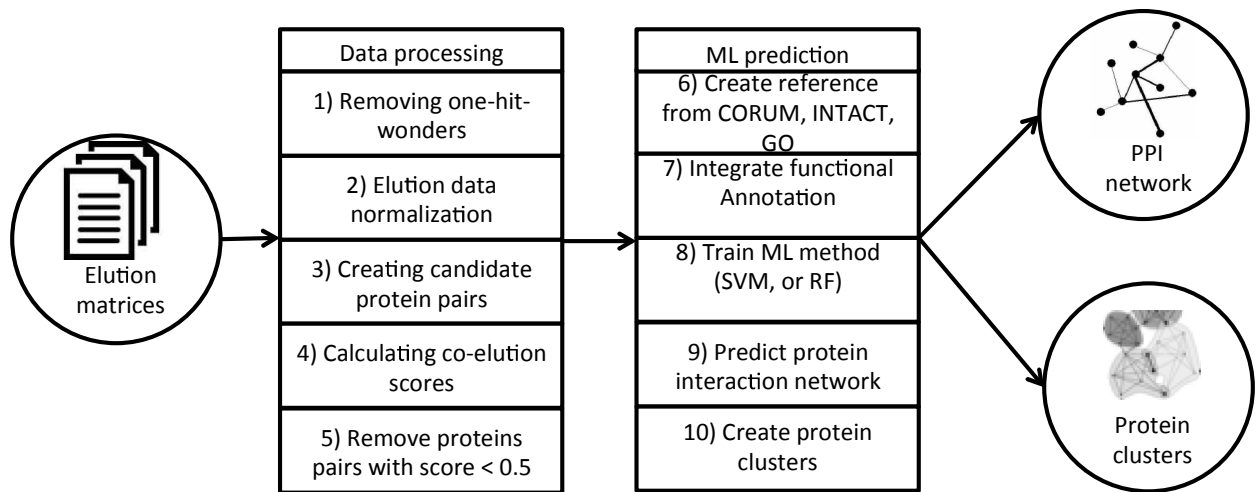 Elution
matrices
Data processing
1) Removing one-hit-
wonders
2) Elution data
normalization
3) Creating candidate
protein pairs
4) Calculating co-elution
scores
5) Remove proteins
pairs with score < 0.5
ML prediction
6) Create reference
from CORUM, INTACT,
GO
7) Integrate functional
Annotation
8) Train ML method
(SVM, or RF)
9) Predict protein
interaction network
10) Create protein
clusters
PPI
network
Protein
clusters